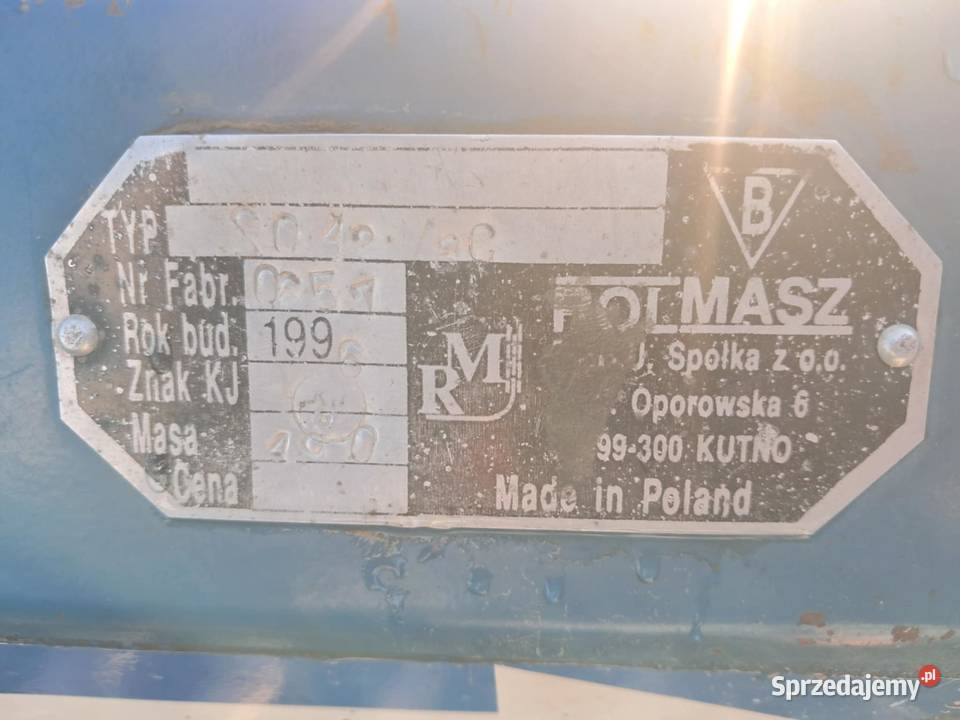 TYP
B
Nr Fabr.
POLMASZ
Rok bud. 199
J. Spółka z o.o.
Znak KJ
RM
Oporowska 6
Masa
99-300 KUTNO
Cena
Made in Poland
Sprzedajemy.pl